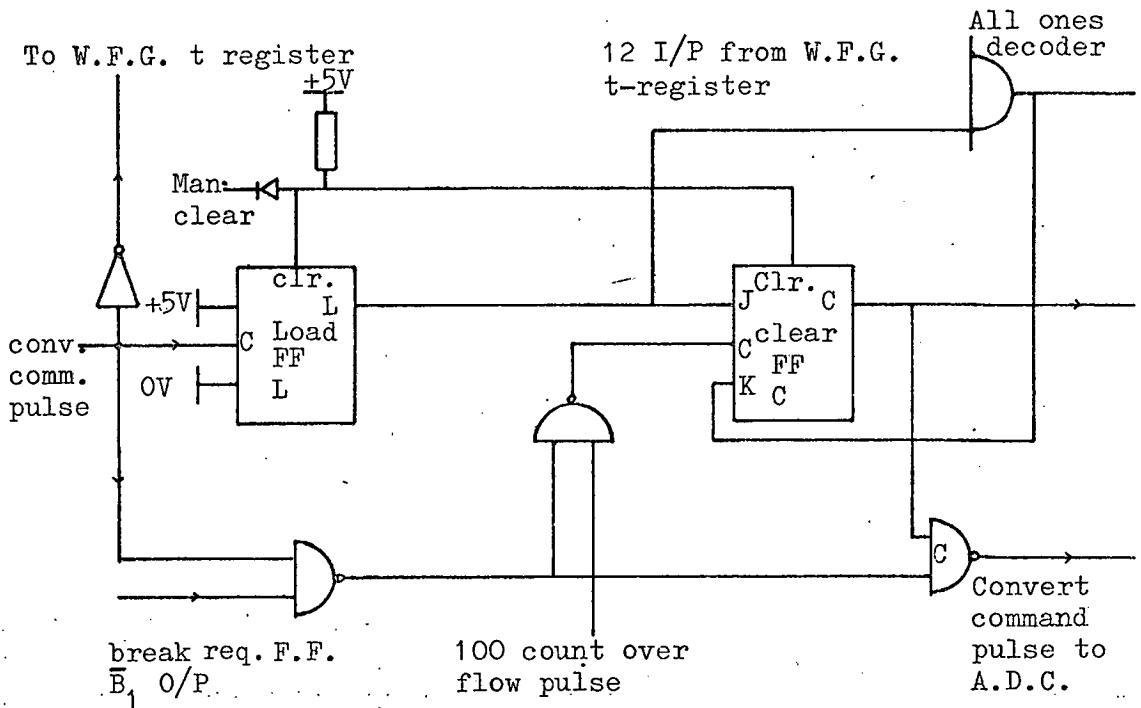 To W.F.G. t register
+5V
12 I/P from W.F.G.
t-register
All ones
decoder
Man.
clear
clr.
L
+5V
C
Load
FF
L
0V
conv.
comm.
pulse
Clr.
J
C
C
clear
FF
K
C
C
break req. F.F.
B̅1 O/P
100 count over
flow pulse
Convert
command
pulse to
A.D.C.